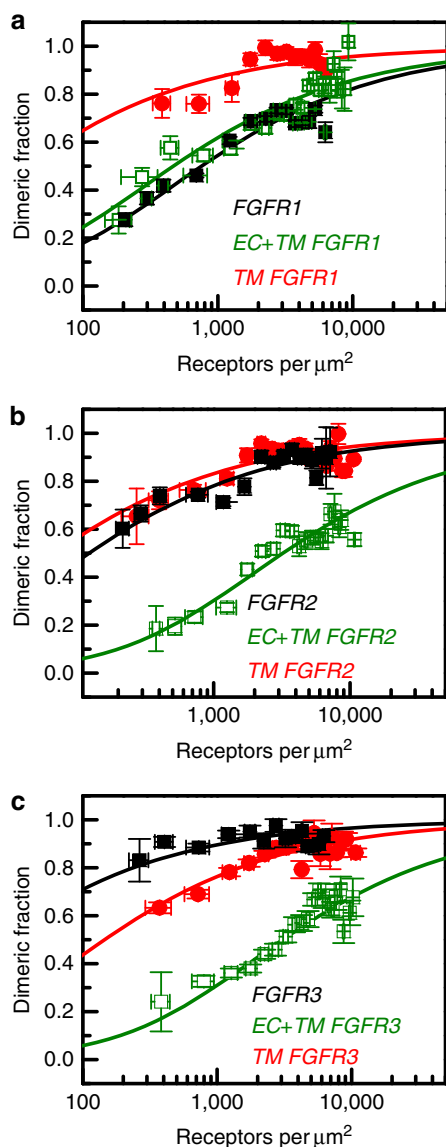 a
Dimeric fraction
1.0
0.8
0.6
0.4
0.2
0.0
FGFR1
EC+TM FGFR1
TM FGFR1
100 1,000 10,000
Receptors per μm²
b
Dimeric fraction
1.0
0.8
0.6
0.4
0.2
0.0
FGFR2
EC+TM FGFR2
TM FGFR2
1,000 10,000
Receptors per μm²
c
Dimeric fraction
1.0
0.8
0.6
0.4
0.2
0.0
FGFR3
EC+TM FGFR3
TM FGFR3
100 1,000 10,000
Receptors per μm²